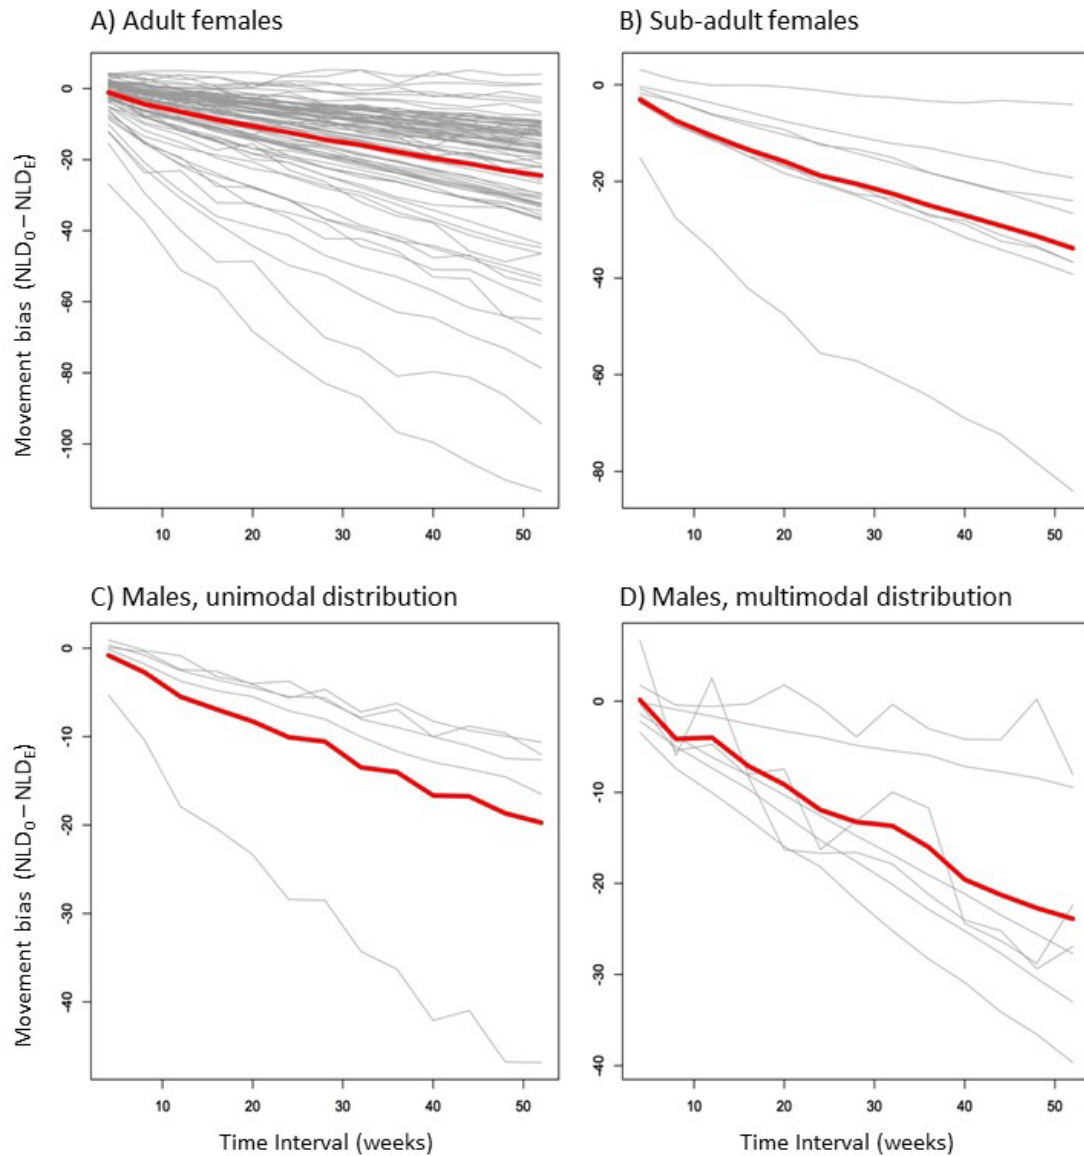 A) Adult females
B) Sub-adult females
0
-20
-40
-60
-80
-100
Movement bias (NLD₀ – NLDE)
10 20 30 40 50
0
-20
-40
-60
-80
10 20 30 40 50
C) Males, unimodal distribution
D) Males, multimodal distribution
0
-10
-20
-30
-40
Movement bias (NLD₀ – NLDE)
10 20 30 40 50
Time Interval (weeks)
0
-10
-20
-30
-40
10 20 30 40 50
Time Interval (weeks)